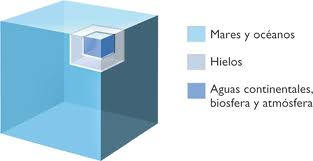 Mares y océanos
Hielos
Aguas continentales,
biosfera y atmósfera